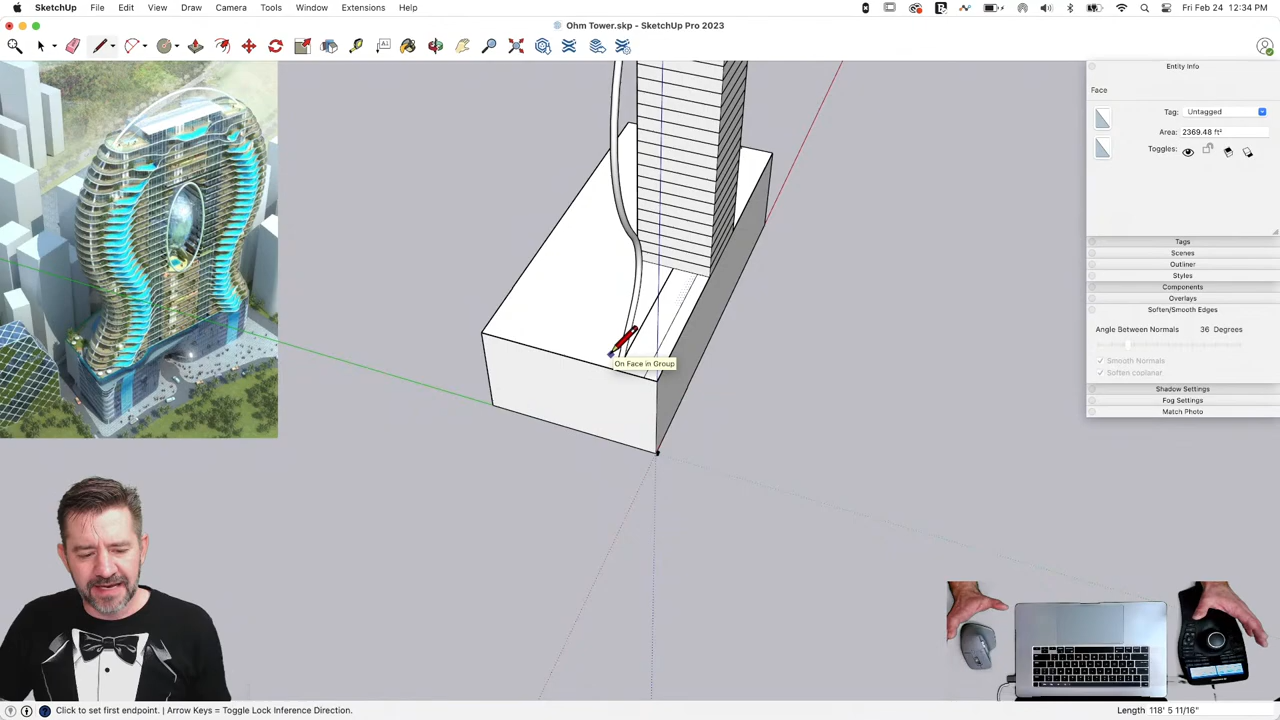 SketchUp File Edit View Draw Camera Tools Window Extensions Help
Fri Feb 24 12:34 PM
Ohm Tower.skp - SketchUp Pro 2023
Entity Info
Face
Tag: Untagged
Area: 2369.48 ft²
Toggles:
Tags
Scenes
Outliner
Styles
Components
Overlays
Soften/Smooth Edges
Angle Between Normals 36 Degrees
Smooth Normals
Soften coplanar
Shadow Settings
Fog Settings
Match Photo
On Face in Group
Click to set first endpoint. | Arrow Keys = Toggle Lock Inference Direction.
Length 118' 5 11/16"